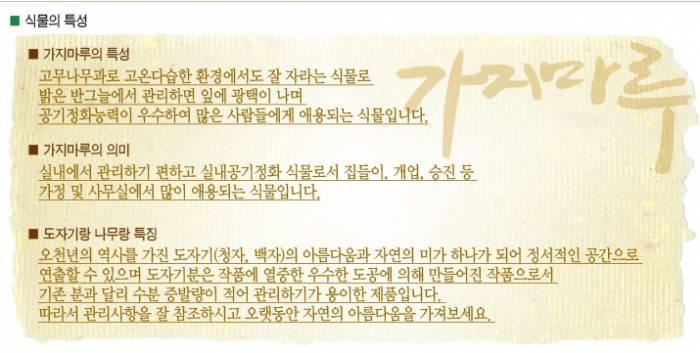 ■ 식물의 특성
가지마루
■ 가지마루의 특성
고무나무과로 고온다습한 환경에서도 잘 자라는 식물로
밝은 반그늘에서 관리하면 잎에 광택이 나며
공기정화능력이 우수하여 많은 사람들에게 애용되는 식물입니다.
■ 가지마루의 의미
실내에서 관리하기 편하고 실내공기정화 식물로서 집들이, 개업, 승진 등
가정 및 사무실에서 많이 애용되는 식물입니다.
■ 도자기랑 나무랑 특징
오천년의 역사를 가진 도자기(청자, 백자)의 아름다움과 자연의 미가 하나가 되어 정서적인 공간으로
연출할 수 있으며 도자기분은 작품에 열중한 우수한 도공에 의해 만들어진 작품으로서
기존 분과 달리 수분 증발량이 적어 관리하기가 용이한 제품입니다.
따라서 관리사항을 잘 참조하시고 오랫동안 자연의 아름다움을 가져보세요.